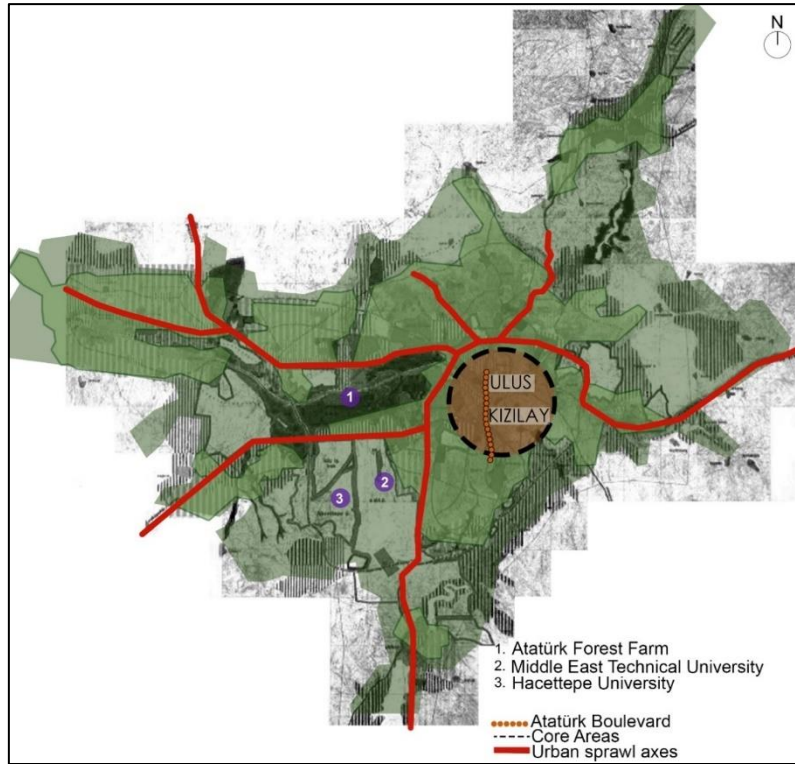 N
ULUS
KIZILAY
1
2
3
1. Atatürk Forest Farm
2. Middle East Technical University
3. Hacettepe University
Atatürk Boulevard
Core Areas
Urban sprawl axes